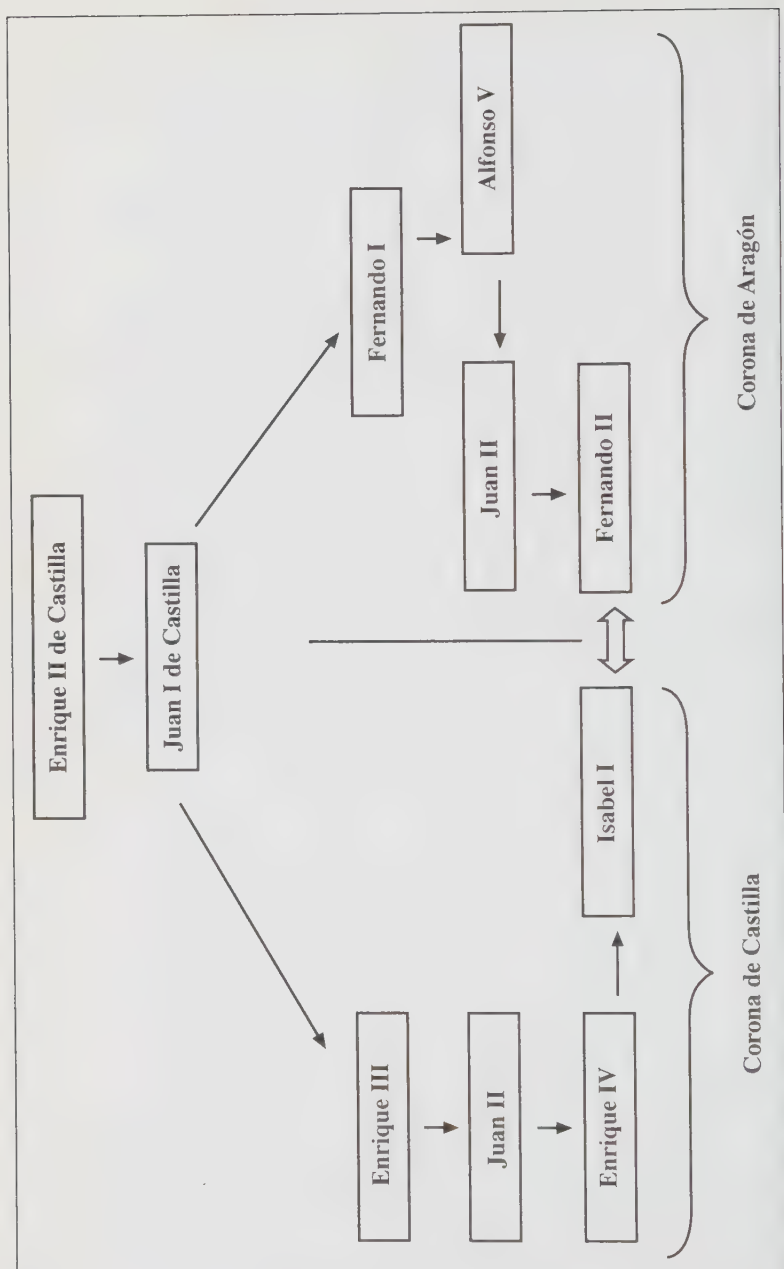 Enrique II de Castilla
Juan I de Castilla
Enrique III
Fernando I
Juan II
Juan II
Alfonso V
Enrique IV
Isabel I
Fernando II
Corona de Castilla
Corona de Aragón